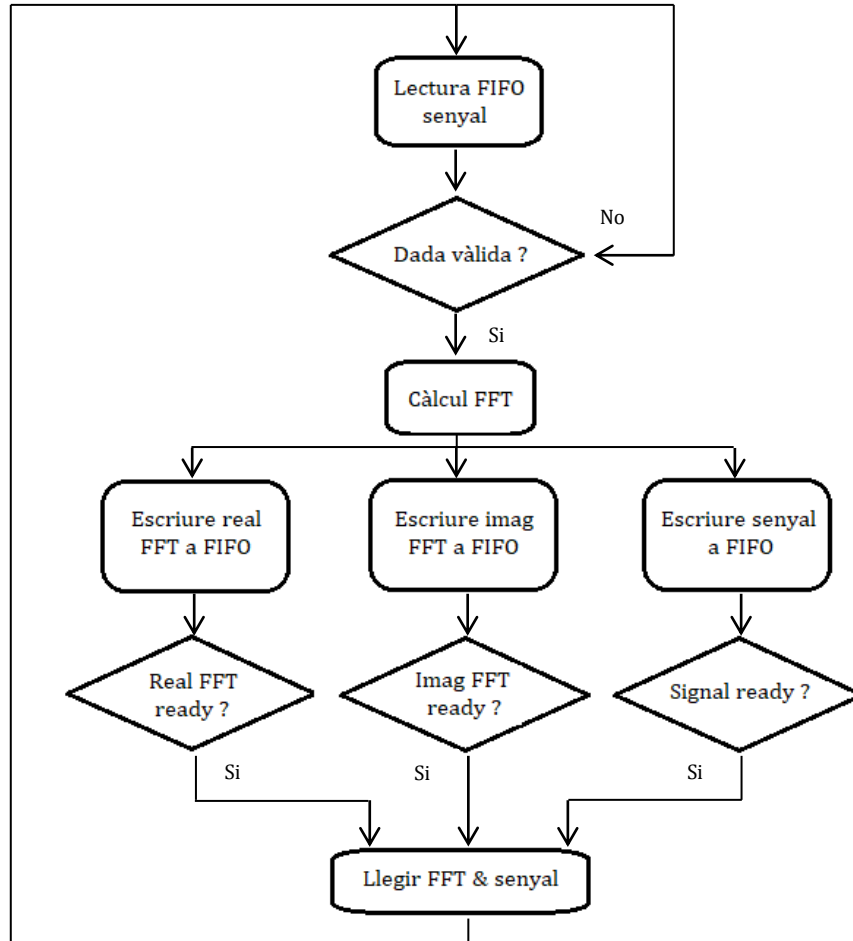 Lectura FIFO
senyal
No
Dada vàlida ?
Si
Càlcul FFT
Escriure real
FFT a FIFO
Escriure imag
FFT a FIFO
Escriure senyal
a FIFO
Real FFT
ready ?
Imag FFT
ready ?
Signal ready ?
Si
Si
Si
Llegir FFT & senyal